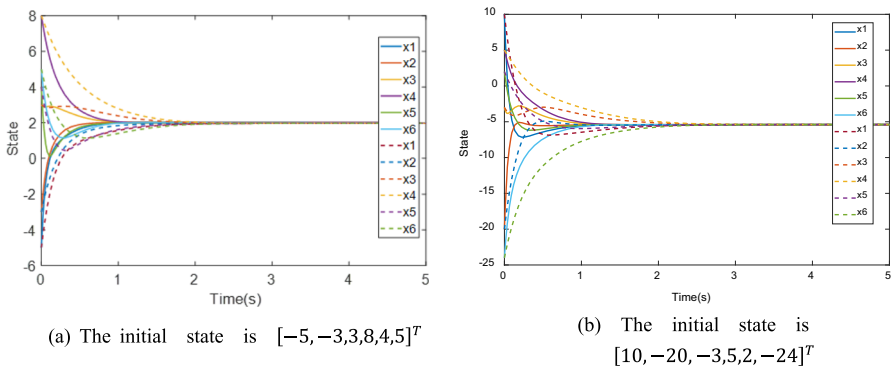 8
6
4
2
0
-2
-4
-6
State
0
1
2
3
4
5
Time(s)
x1
x2
x3
x4
x5
x6
x1
x2
x3
x4
x5
x6
(a) The initial state is [−5, −3,3,8,4,5]^T
10
5
0
-5
-10
-15
-20
-25
State
0
1
2
3
4
5
Time(s)
x1
x2
x3
x4
x5
x6
x1
x2
x3
x4
x5
x6
(b) The initial state is
[10, −20, −3,5,2, −24]^T